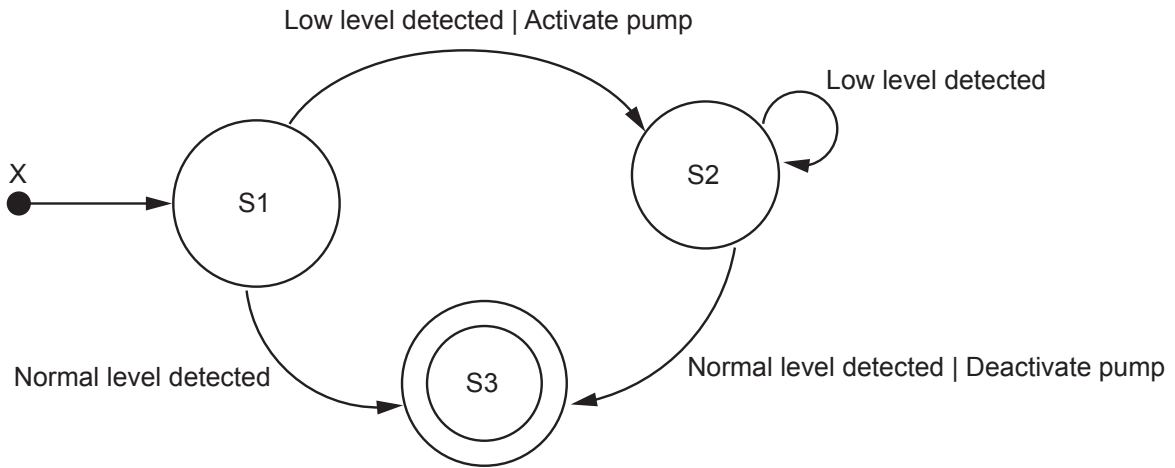 Low level detected | Activate pump
Low level detected
X
S1
S2
Normal level detected
S3
Normal level detected | Deactivate pump